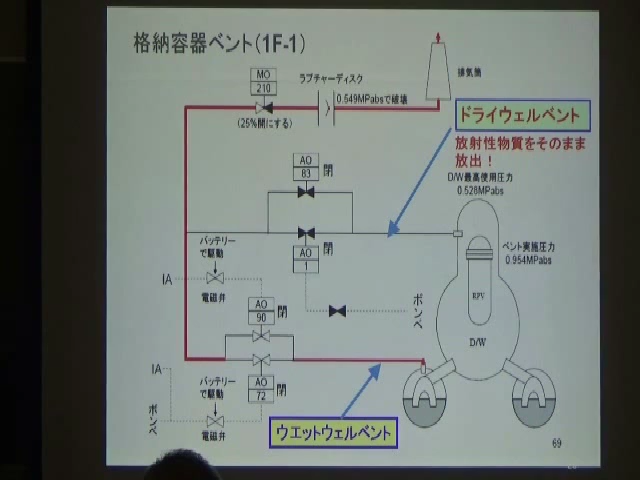 格納容器ベント(1F-1)
MO
210
(25%開にする)
ラプチャーディスク
0.549MPabsで破壊
排気筒
ドライウェルベント
放射性物質をそのまま
放出！
D/W最高使用圧力
0.528MPabs
AO
83
閉
AO
1
閉
バッテリー
で駆動
IA
電磁弁
AO
90
閉
ボンベ
ベント実施圧力
0.954MPabs
RPV
D/W
IA
ボンベ
バッテリー
で駆動
電磁弁
AO
72
閉
ウエットウェルベント
69